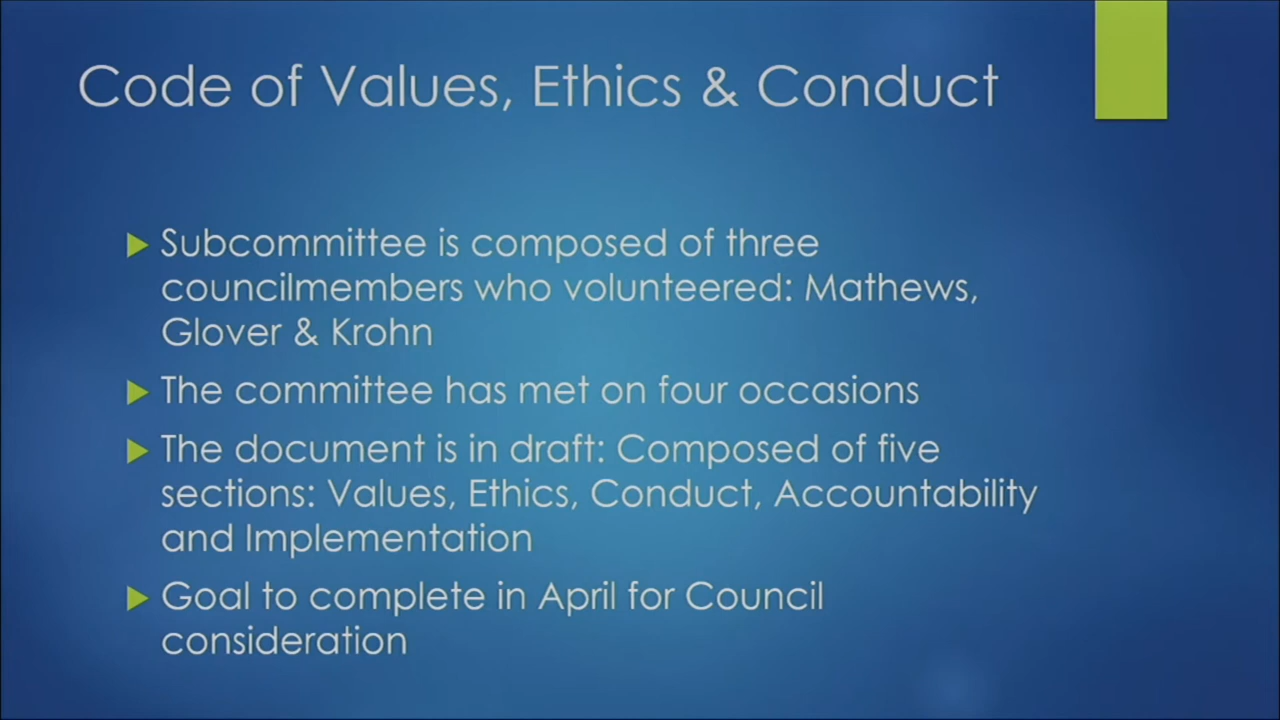 Code of Values, Ethics & Conduct
Subcommittee is composed of three
councilmembers who volunteered: Mathews,
Glover & Krohn
The committee has met on four occasions
The document is in draft: Composed of five
sections: Values, Ethics, Conduct, Accountability
and Implementation
Goal to complete in April for Council
consideration